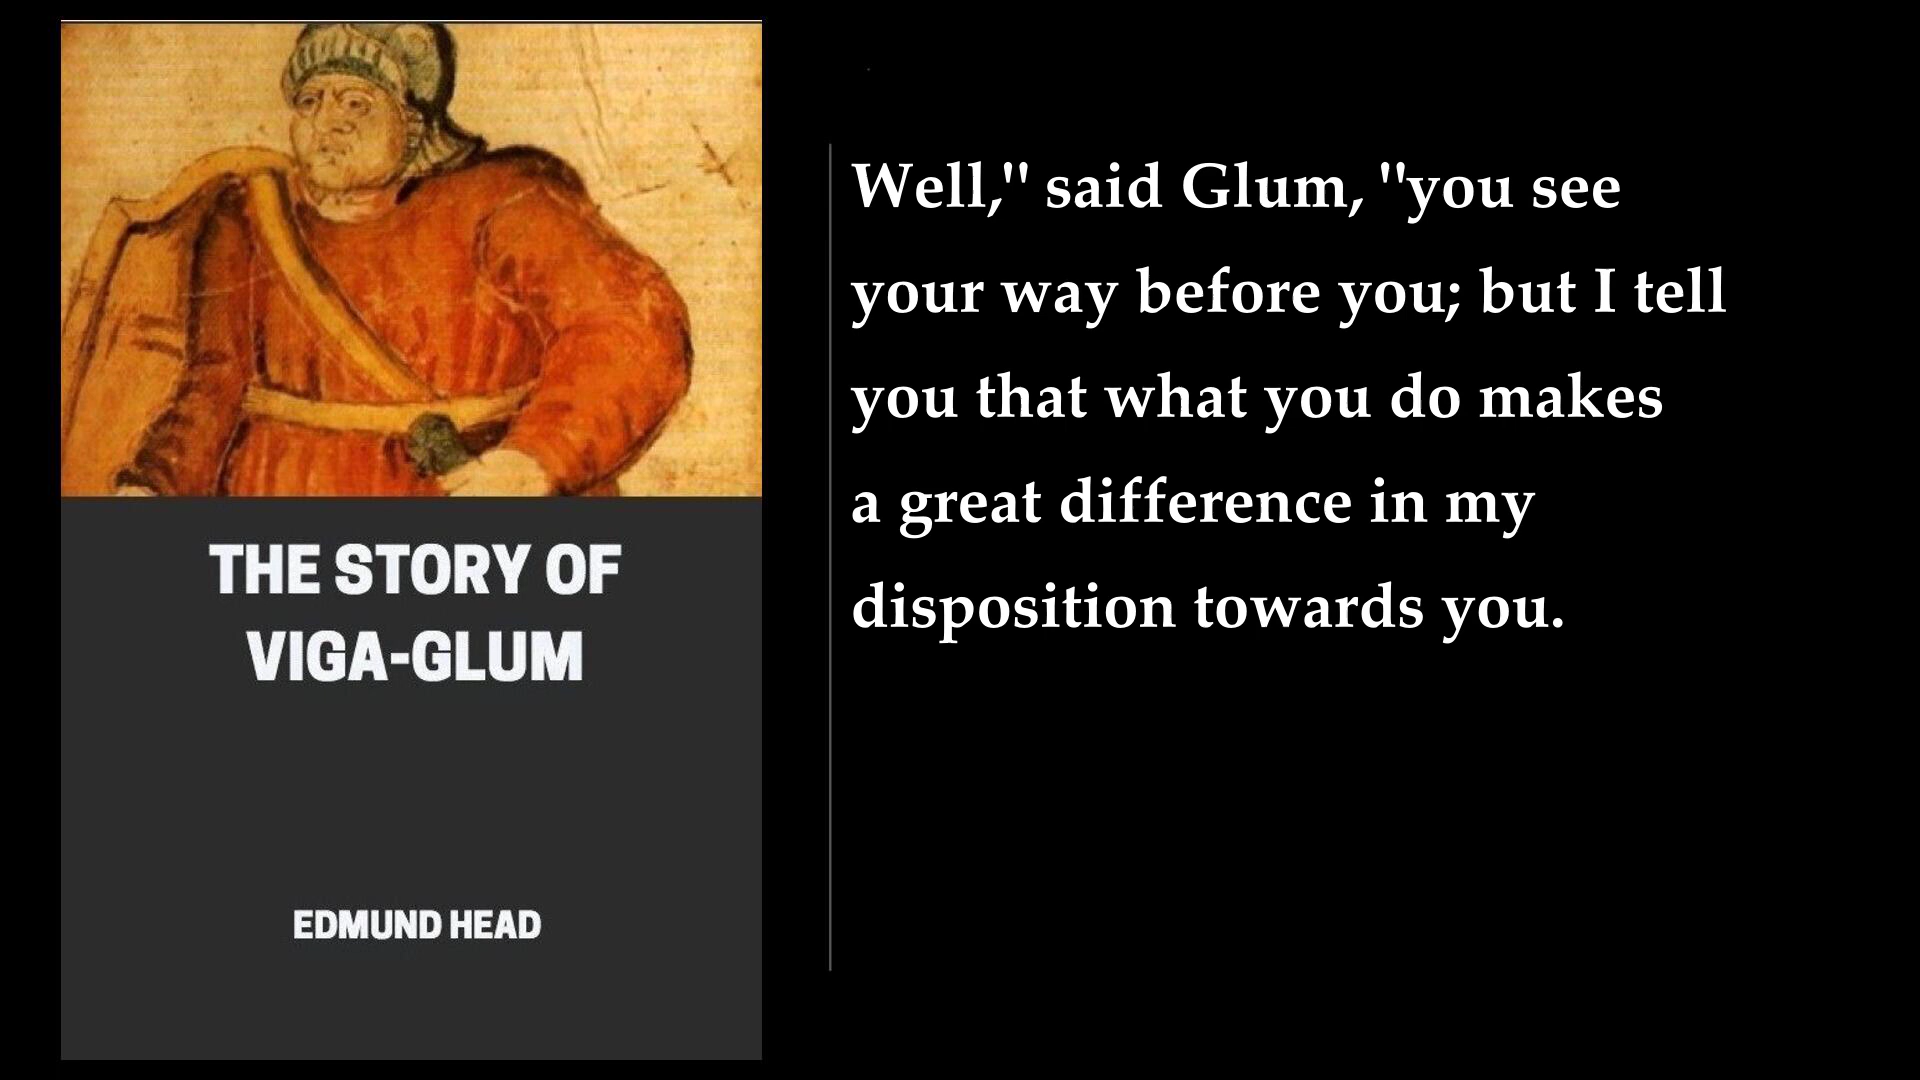 THE STORY OF
VIGA-GLUM
EDMUND HEAD
Well," said Glum, "you see
your way before you; but I tell
you that what you do makes
a great difference in my
disposition towards you.